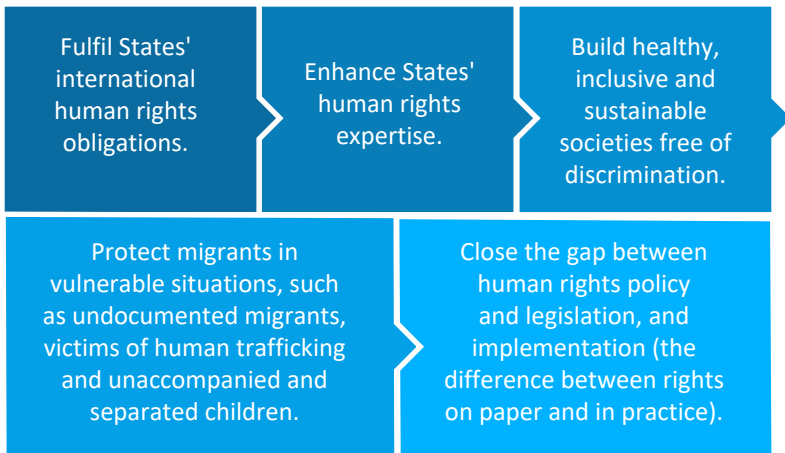 Fulfil States'
international
human rights
obligations.
Enhance States'
human rights
expertise.
Build healthy,
inclusive and
sustainable
societies free of
discrimination.
Protect migrants in
vulnerable situations, such
as undocumented migrants,
victims of human trafficking
and unaccompanied and
separated children.
Close the gap between
human rights policy
and legislation, and
implementation (the
difference between rights
on paper and in practice).